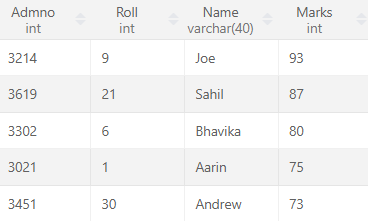 Admno Roll Name Marks
int int varchar(40) int
3214 9 Joe 93
3619 21 Sahil 87
3302 6 Bhavika 80
3021 1 Aarin 75
3451 30 Andrew 73